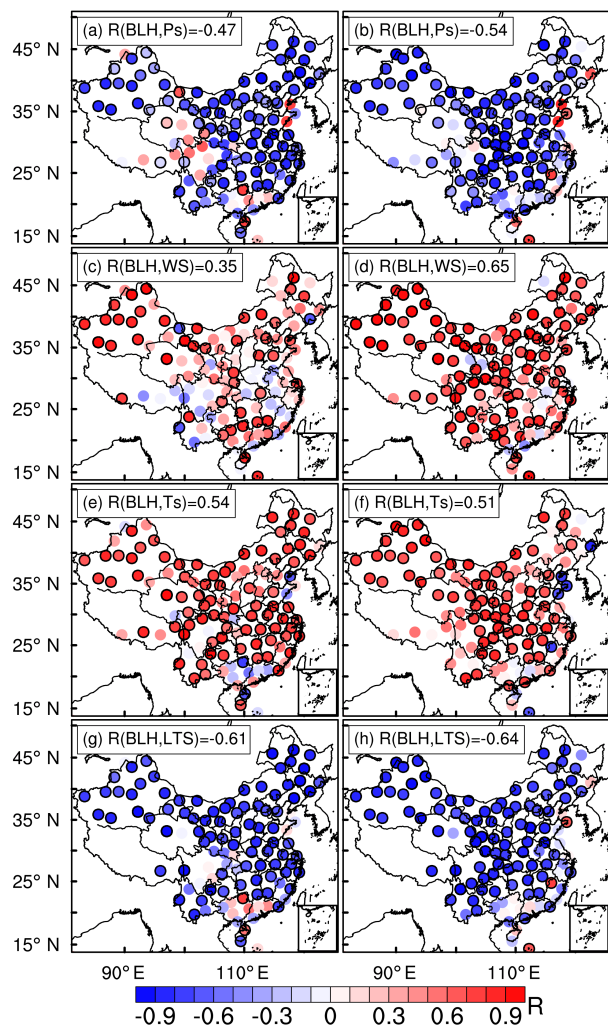 (a) R(BLH,Ps)=-0.47
(b) R(BLH,Ps)=-0.54
45° N
35° N
25° N
15° N
(c) R(BLH,WS)=0.35
(d) R(BLH,WS)=0.65
45° N
35° N
25° N
15° N
(e) R(BLH,Ts)=0.54
(f) R(BLH,Ts)=0.51
45° N
35° N
25° N
15° N
(g) R(BLH,LTS)=-0.61
(h) R(BLH,LTS)=-0.64
45° N
35° N
25° N
15° N
90° E 110° E 90° E 110° E
-0.9 -0.6 -0.3 0 0.3 0.6 0.9 R